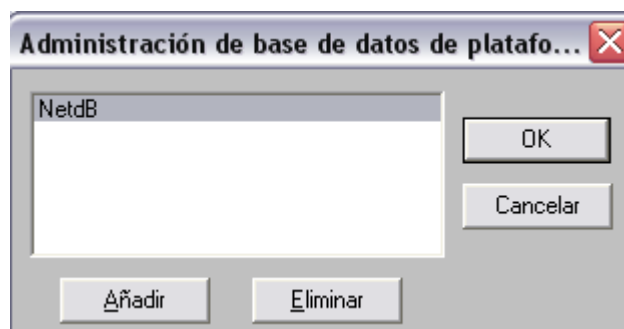 Administración de base de datos de platafo...
NetdB
OK
Cancelar
Añadir
Eliminar